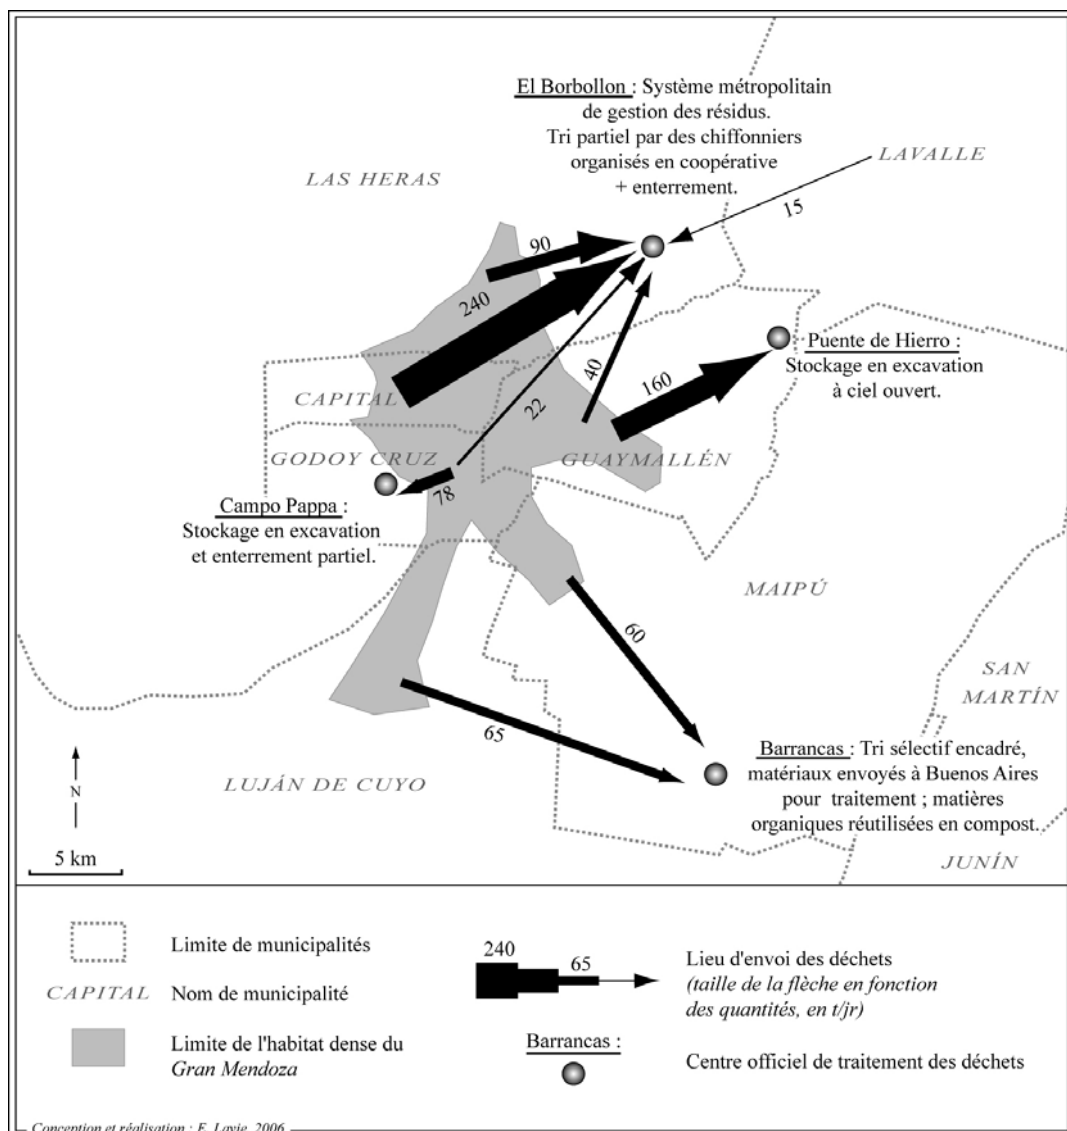 El Borbollon : Système métropolitain
de gestion des résidus.
Tri partiel par des chiffonniers
organisés en coopérative
+ enterrement.
LAVALLE
LAS HERAS
15
90
240
Puente de Hierro :
Stockage en excavation
à ciel ouvert.
40
160
CAPITAL
22
GODOY CRUZ
GUAYMALLÉN
78
Campo Pappa :
Stockage en excavation
et enterrement partiel.
MAIPÚ
60
SAN
MARTÍN
65
Barrancas : Tri sélectif encadré,
matériaux envoyés à Buenos Aires
pour traitement ; matières
organiques réutilisées en compost.
N
LUJÁN DE CUYO
5 km
JUNÍN
Limite de municipalités
CAPITAL Nom de municipalité
Limite de l'habitat dense du
Gran Mendoza
240
65
Lieu d'envoi des déchets
(taille de la flèche en fonction
des quantités, en t/jr)
Barrancas :
Centre officiel de traitement des déchets
Conception et réalisation : E. Lavie, 2006